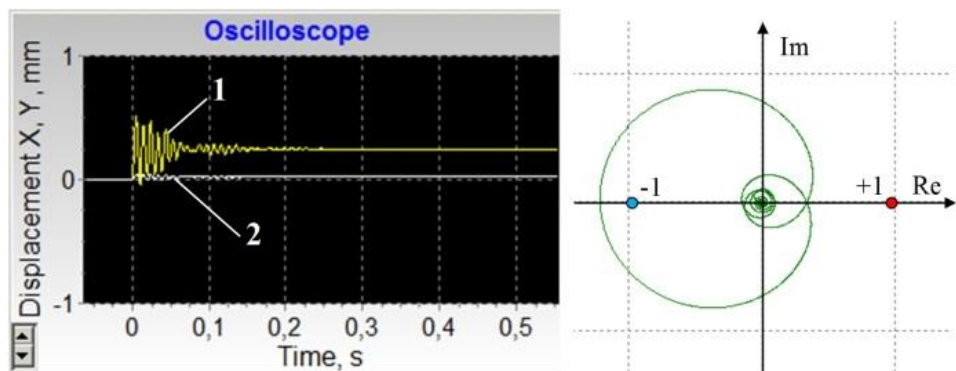 Oscilloscope
Displacement X, Y, mm
1
0
-1
1
2
0 0,1 0,2 0,3 0,4 0,5
Time, s
Im
-1 +1 Re